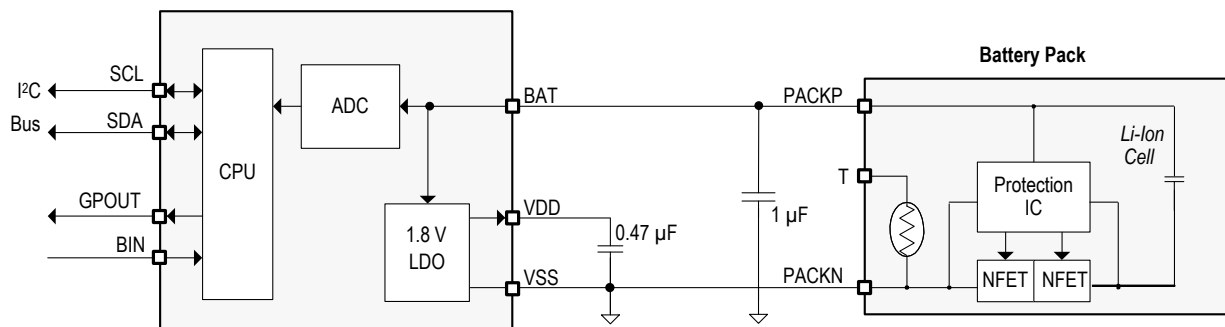 Battery Pack
SCL
I²C
SDA
Bus
GPOUT
BIN
CPU
ADC
1.8 V
LDO
BAT
VDD
VSS
0.47 µF
1 µF
PACKP
T
PACKN
Li-Ion
Cell
Protection
IC
NFET
NFET